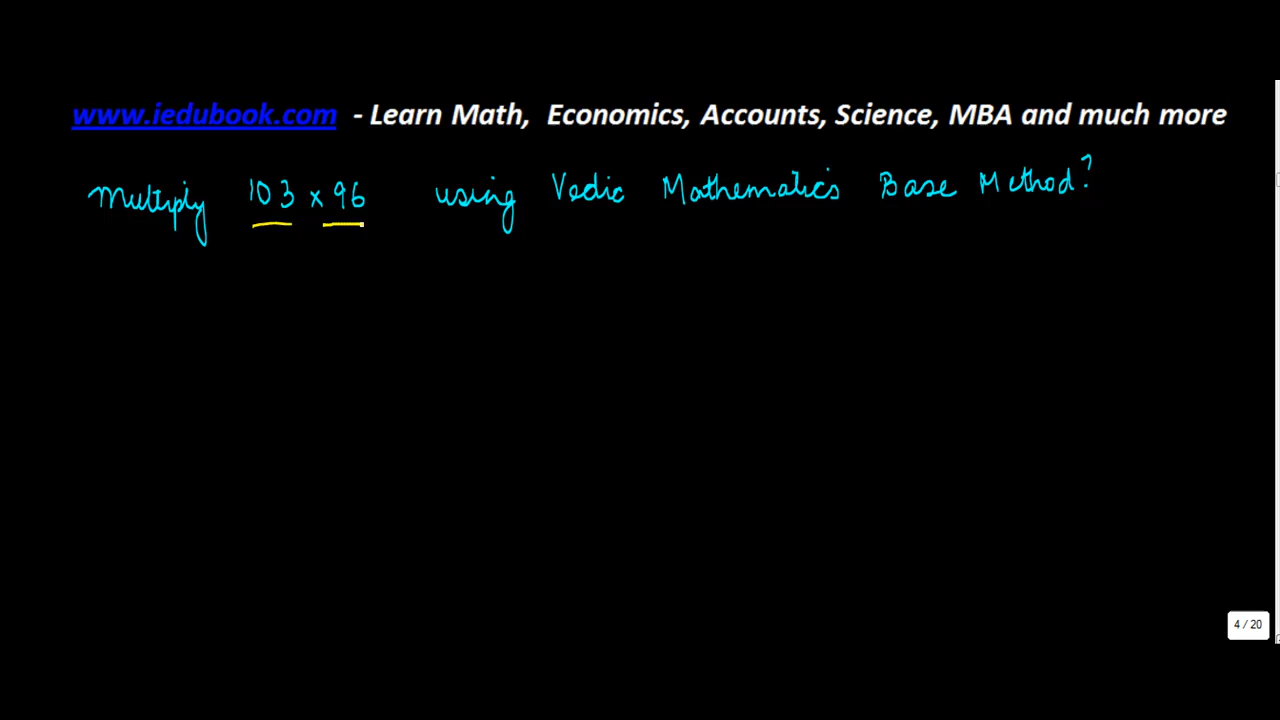 www.iedubook.com - Learn Math, Economics, Accounts, Science, MBA and much more
Multiply 103 x 96 using Vedic Mathematics Base Method?
4 / 20